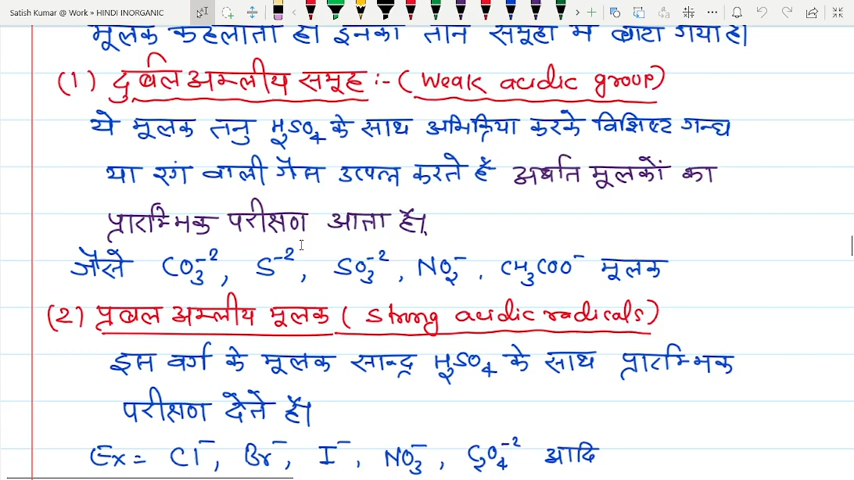 Satish Kumar @ Work » HINDI INORGANIC
मूलक कहलाता है। इनको तीन समूहों में बांटा गया है।
(1) दुर्बल अम्लीय समूह :- (Weak acidic group)
ये मूलक तनु H₂SO₄ के साथ अभिक्रिया करके विशिष्ट गन्ध
या रंग वाली गैस उत्पन्न करते हैं अर्थात मूलकों का
प्रारम्भिक परीक्षण आता है।
जैसे CO₃⁻², S⁻², SO₃⁻², NO₂⁻, CH₃COO⁻ मूलक
(2) प्रबल अम्लीय मूलक (strong acidic radicals)
इस वर्ग के मूलक सान्द्र H₂SO₄ के साथ प्रारम्भिक
परीक्षण देते हैं।
Ex = Cl⁻, Br⁻, I⁻, NO₃⁻, C₂O₄⁻² आदि